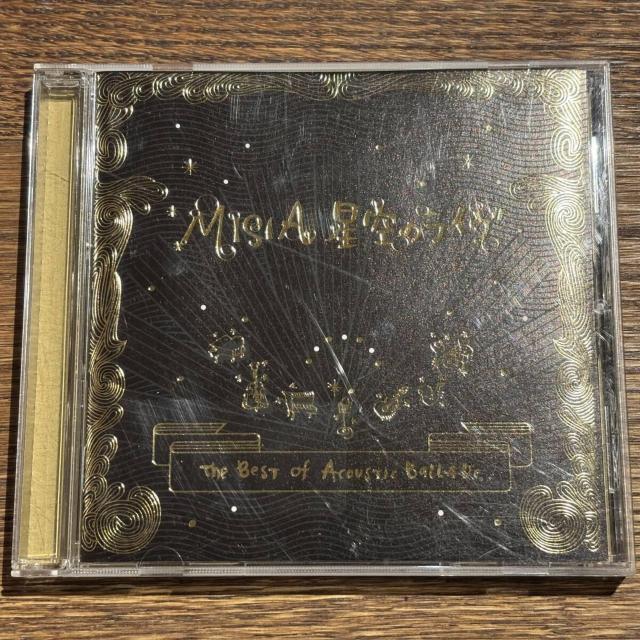 MISIA 星空のライヴ
The Best of Acoustic Ballade